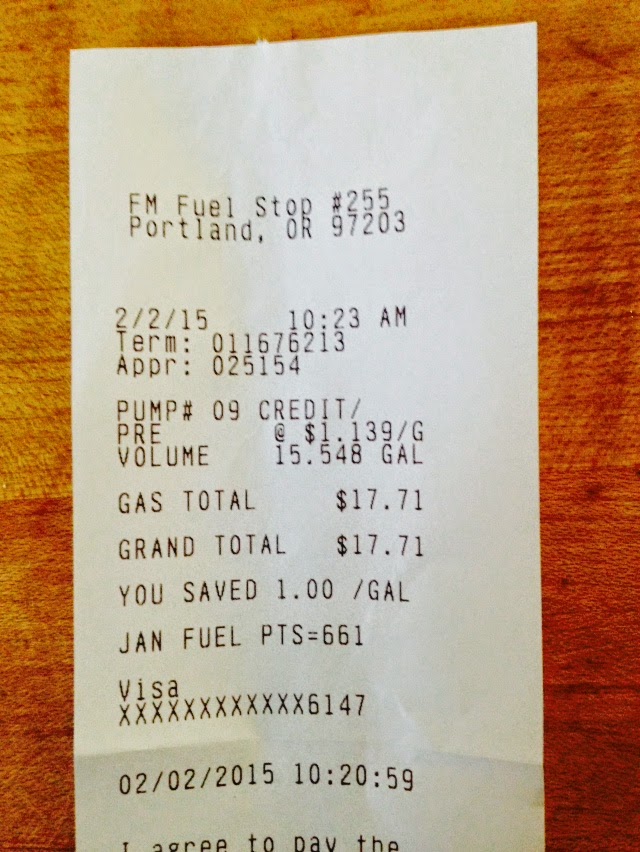 FM Fuel Stop #255
Portland, OR 97203
2/2/15 10:23 AM
Term: 011676213
Appr: 025154
PUMP# 09 CREDIT/
PRE @ $1.139/G
VOLUME 15.548 GAL
GAS TOTAL $17.71
GRAND TOTAL $17.71
YOU SAVED 1.00 /GAL
JAN FUEL PTS=661
Visa
XXXXXXXXXXXX6147
02/02/2015 10:20:59
I agree to pay the